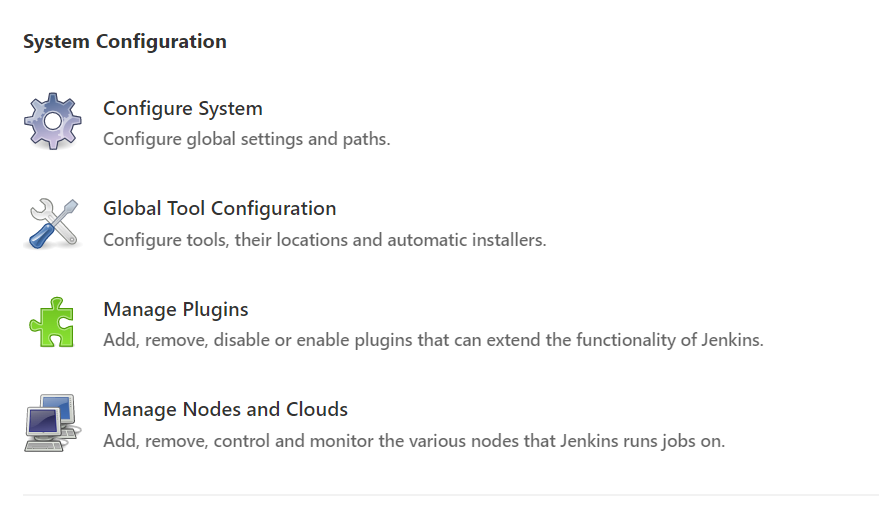 System Configuration
Configure System
Configure global settings and paths.
Global Tool Configuration
Configure tools, their locations and automatic installers.
Manage Plugins
Add, remove, disable or enable plugins that can extend the functionality of Jenkins.
Manage Nodes and Clouds
Add, remove, control and monitor the various nodes that Jenkins runs jobs on.